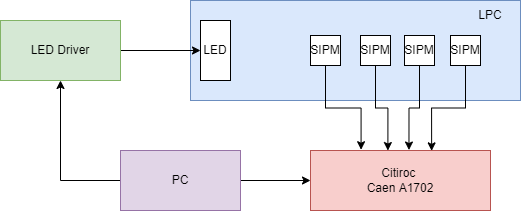 LPC
LED Driver
LED
SIPM
SIPM
SIPM
SIPM
PC
Citiroc
Caen A1702